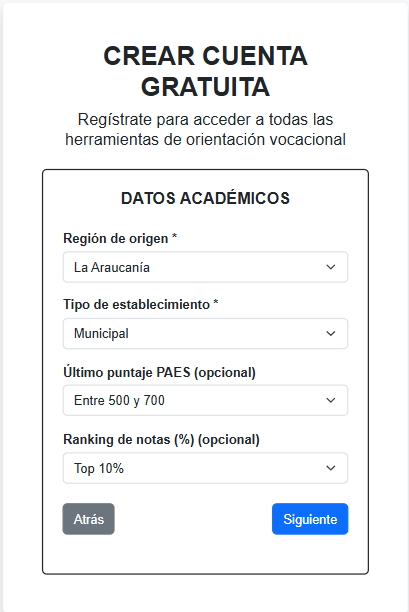 CREAR CUENTA
GRATUITA
Regístrate para acceder a todas las
herramientas de orientación vocacional
DATOS ACADÉMICOS
Región de origen *
La Araucanía
Tipo de establecimiento *
Municipal
Último puntaje PAES (opcional)
Entre 500 y 700
Ranking de notas (%) (opcional)
Top 10%
Atrás
Siguiente